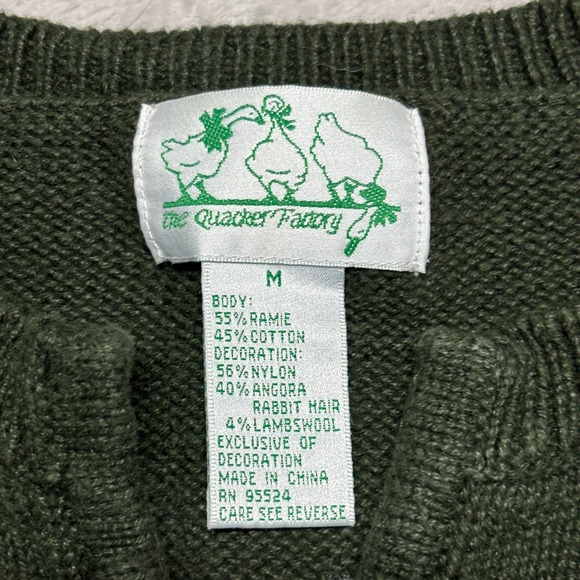 The Quacker Factory
M
BODY:
55% RAMIE
45% COTTON
DECORATION:
56% NYLON
40% ANGORA
RABBIT HAIR
4% LAMBSWOOL
EXCLUSIVE OF
DECORATION
MADE IN CHINA
RN 95524
CARE SEE REVERSE